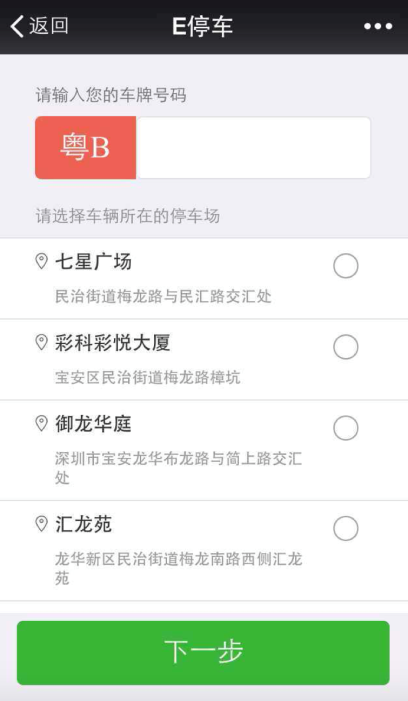 返回
E停车
请输入您的车牌号码
粤B
请选择车辆所在的停车场
七星广场
民治街道梅龙路与民汇路交汇处
彩科彩悦大厦
宝安区民治街道梅龙路樟坑
御龙华庭
深圳市宝安龙华布龙路与简上路交汇
处
汇龙苑
龙华新区民治街道梅龙南路西侧汇龙
苑
下一步